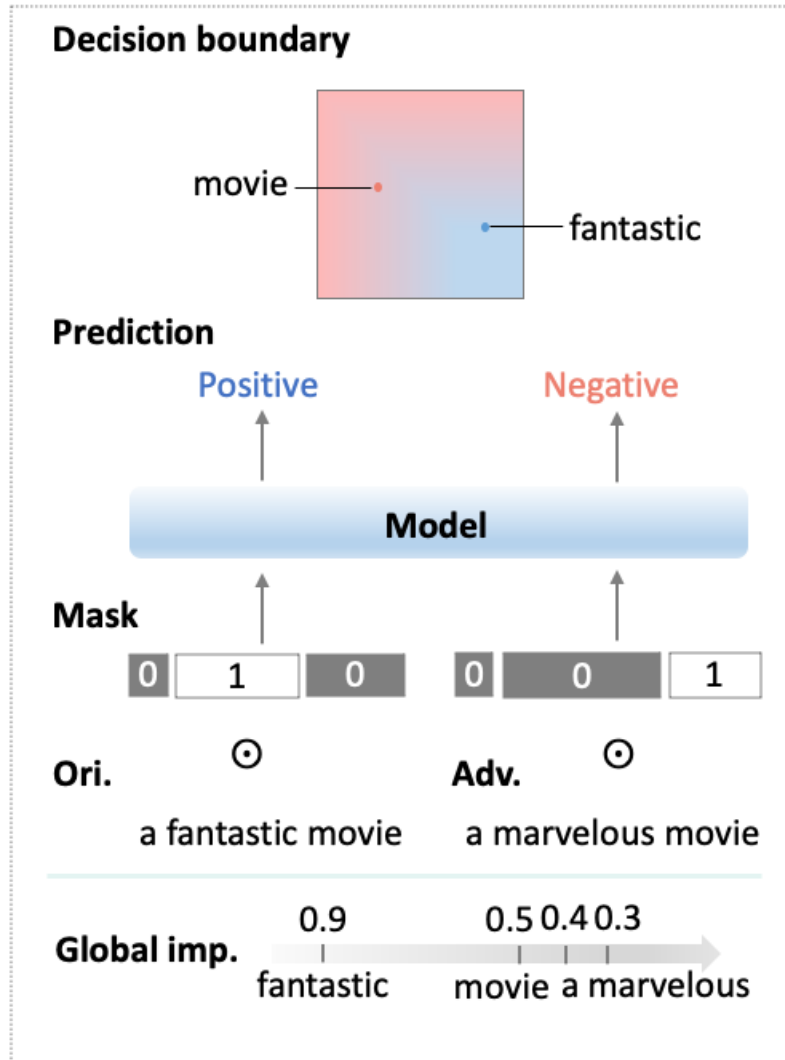 Decision boundary
movie
fantastic
Prediction
Positive Negative
Model
Mask
0 1 0 0 0 1
Ori. ⊙ Adv. ⊙
a fantastic movie a marvelous movie
0.9 0.5 0.4 0.3
Global imp.
fantastic movie a marvelous